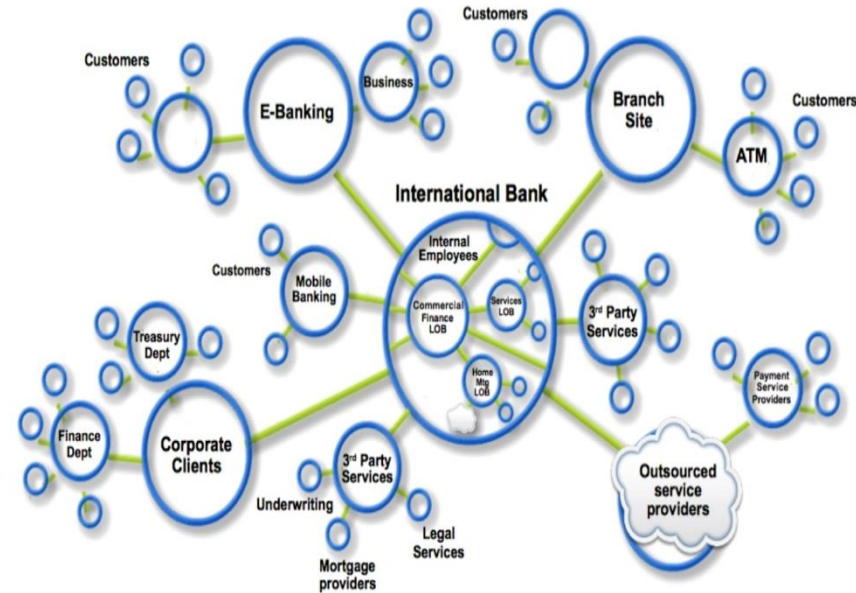 Customers
Customers
E-Banking
Business
Branch
Site
Customers
ATM
International Bank
Internal
Employees
Customers
Mobile
Banking
Commercial
Finance
LOB
Services
LOB
3rd Party
Services
Treasury
Dept
Home
Mtg
LOB
Payment
Service
Providers
Finance
Dept
Corporate
Clients
3rd Party
Services
Outsourced
service
providers
Underwriting
Legal
Services
Mortgage
providers